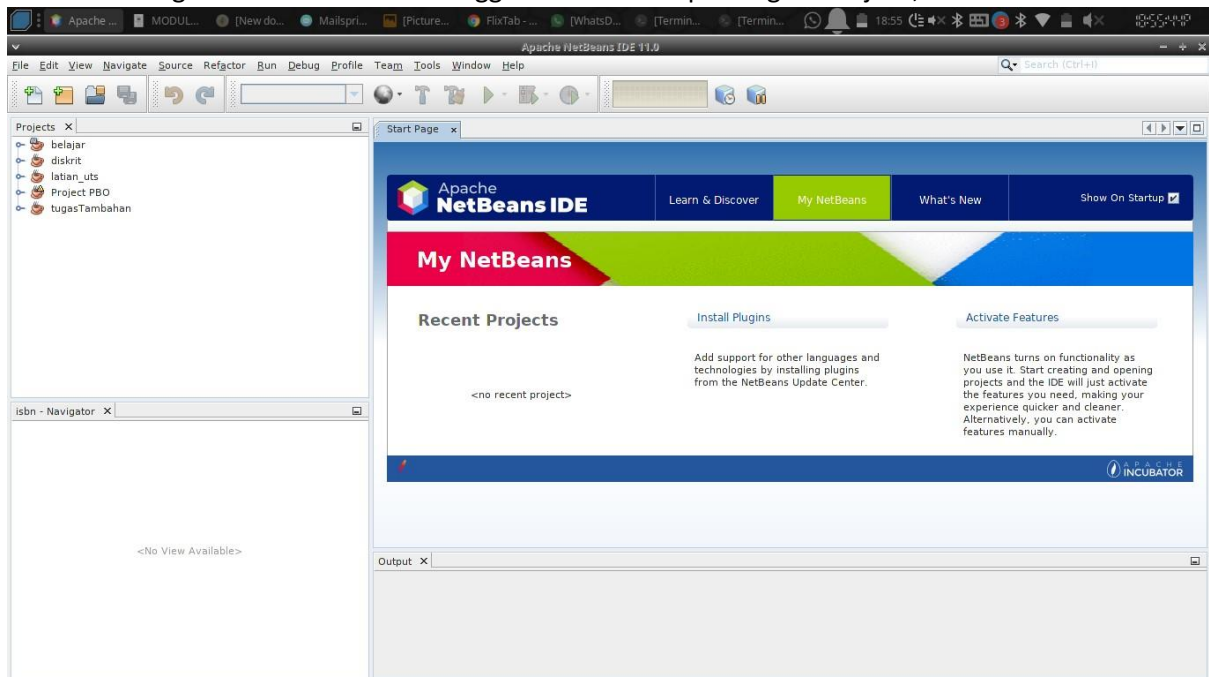 Apache ... MODUL... [New do... Mailspri... [Picture... FlixTab - ... [WhatsD... [Termin... [Termin... 18:55 3
Apache NetBeans IDE 11.0
File Edit View Navigate Source Refactor Run Debug Profile Team Tools Window Help Search (Ctrl+I)
Projects
belajar
diskrit
latian_uts
Project PBO
tugasTambahan
Start Page
Apache
NetBeans IDE
Learn & Discover My NetBeans What's New Show On Startup
My NetBeans
Recent Projects
<no recent project>
Install Plugins
Add support for other languages and
technologies by installing plugins
from the NetBeans Update Center.
Activate Features
NetBeans turns on functionality as
you use it. Start creating and opening
projects and the IDE will just activate
the features you need, making your
experience quicker and cleaner.
Alternatively, you can activate
features manually.
APACHE
INCUBATOR
isbn - Navigator
<No View Available>
Output